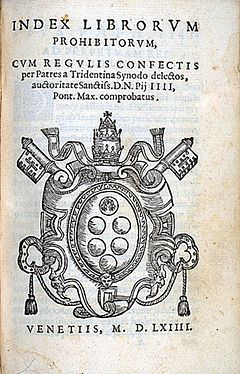 INDEX LIBRORVM
PROHIBITORVM,
CVM REGVLIS CONFECTIS
per Patres a Tridentina Synodo delectos,
auctoritate Sanctiss. D.N. Pij IIII,
Pont. Max. comprobatus.
VENETIIS, M. D. LXIIII.